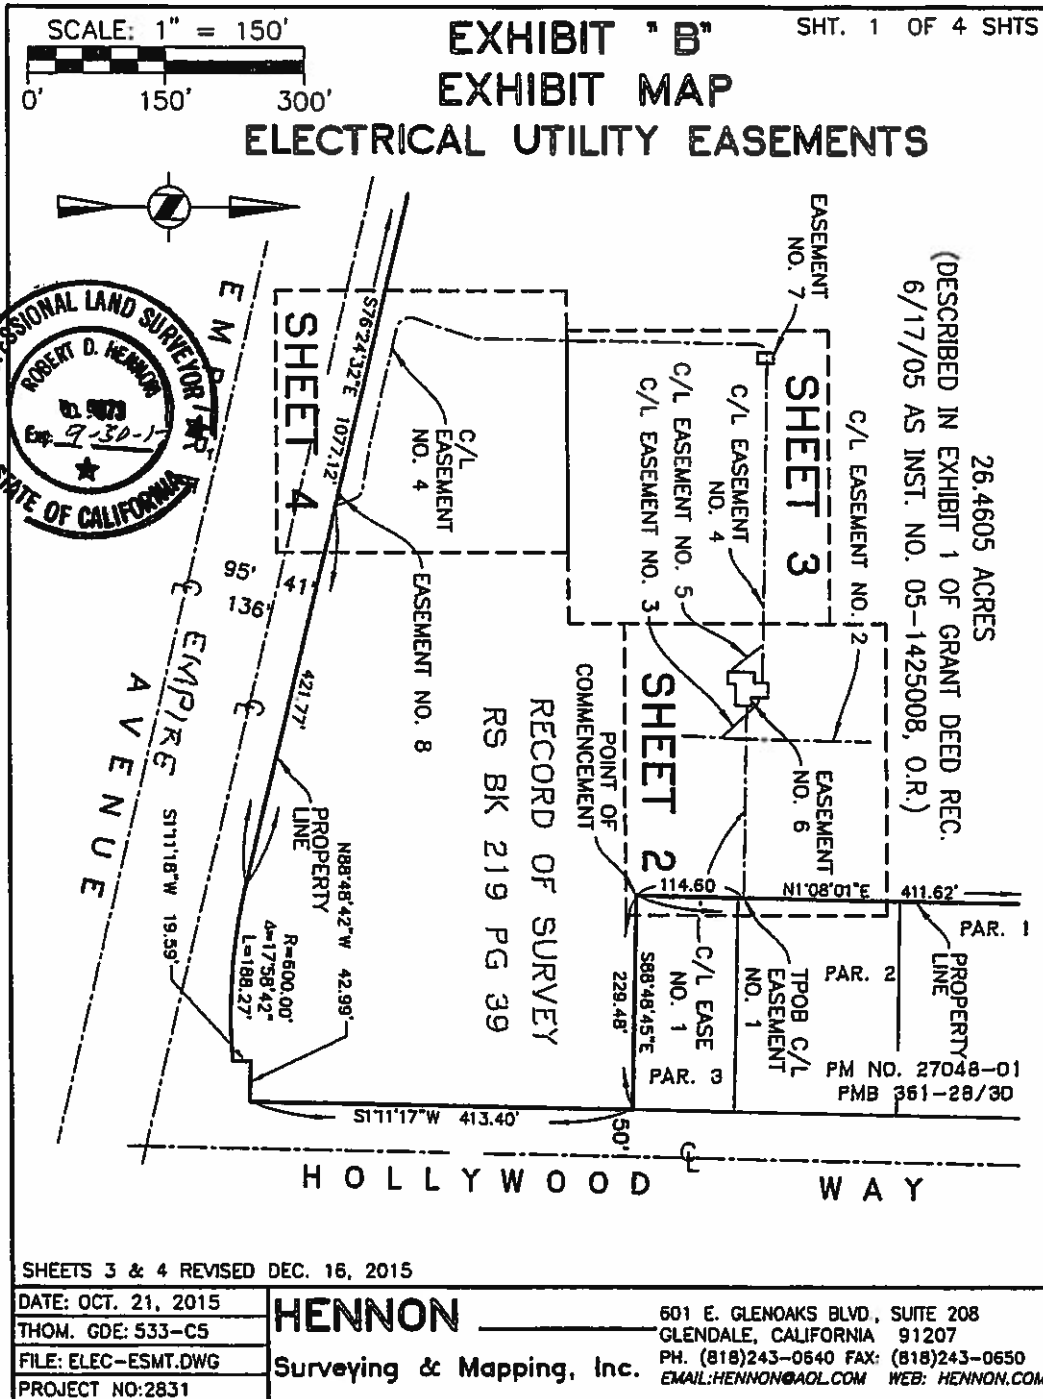 SCALE: 1" = 150'
0' 150' 300'
EXHIBIT "B"
EXHIBIT MAP
ELECTRICAL UTILITY EASEMENTS
SHT. 1 OF 4 SHTS
26.4605 ACRES
(DESCRIBED IN EXHIBIT 1 OF GRANT DEED REC.
6/17/05 AS INST. NO. 05-1425008, O.R.)
EASEMENT
NO. 7
SHEET 3
C/L EASEMENT NO. 2
C/L EASEMENT
NO. 4
C/L EASEMENT NO. 5
C/L EASEMENT NO. 3
SHEET 4
S76°24'32"E 1077.12'
C/L
EASEMENT
NO. 4
EASEMENT NO. 8
LAND SURVEYOR
ROBERT D. HENNON
Exp.
STATE OF CALIFORNIA
EMPIRE
AVENUE
95'
41'
136'
421.77'
EMPIRE
PROPERTY
LINE
SHEET 2
POINT OF
COMMENCEMENT
EASEMENT
NO. 6
RECORD OF SURVEY
RS BK 219 PG 39
114.60
N1°08'01"E 411.62'
PAR. 1
PROPERTY
LINE
PAR. 2
TPOB C/L
EASEMENT
NO. 1
C/L EASE
NO. 1
S88°48'45"E
229.48'
PAR. 3
PM NO. 27048-01
PMB 361-28/30
S1°11'18"W 19.59'
N88°48'42"W 42.99'
R=600.00'
Δ=17°58'42"
L=188.27'
S1°11'17"W 413.40'
50'
HOLLYWOOD WAY
SHEETS 3 & 4 REVISED DEC. 16, 2015
DATE: OCT. 21, 2015
THOM. GDE: 533-C5
FILE: ELEC-ESMT.DWG
PROJECT NO:2831
HENNON
Surveying & Mapping, Inc.
601 E. GLENOAKS BLVD., SUITE 208
GLENDALE, CALIFORNIA 91207
PH. (818)243-0640 FAX: (818)243-0650
EMAIL:HENNON@AOL.COM WEB: HENNON.COM